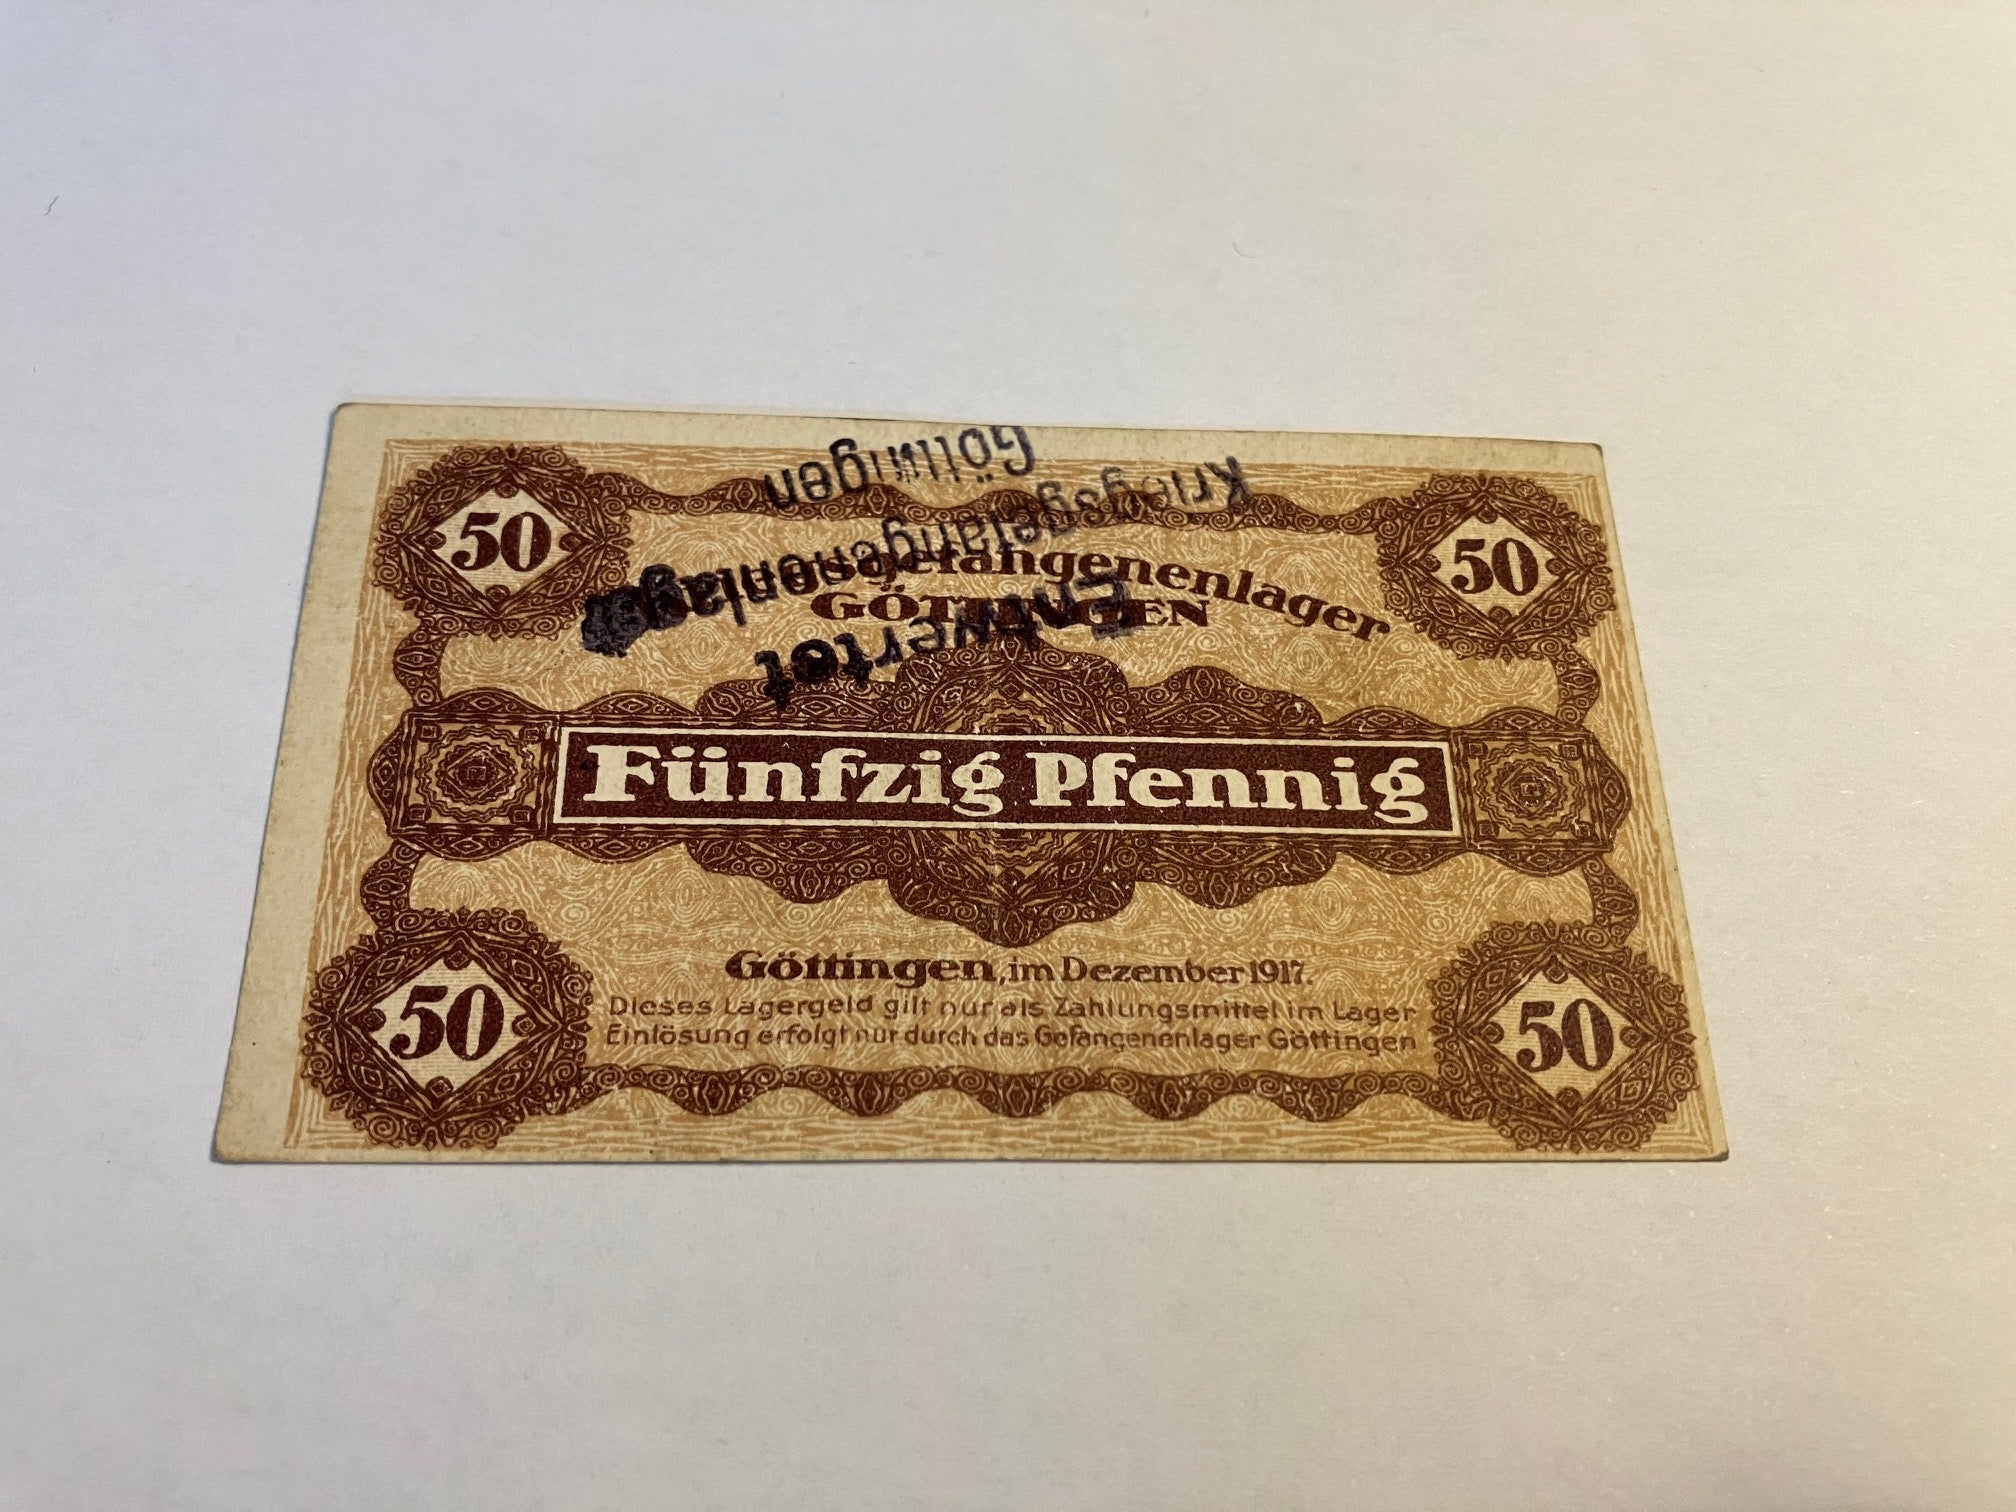 50
50
Kriegsgefangenenlager
GÖTTINGEN
Entwertet
Kriegsgefangenenlager
Göttingen
Fünfzig Pfennig
Göttingen, im Dezember 1917.
Dieses Lagergeld gilt nur als Zahlungsmittel im Lager
Einlösung erfolgt nur durch das Gefangenenlager Göttingen
50
50